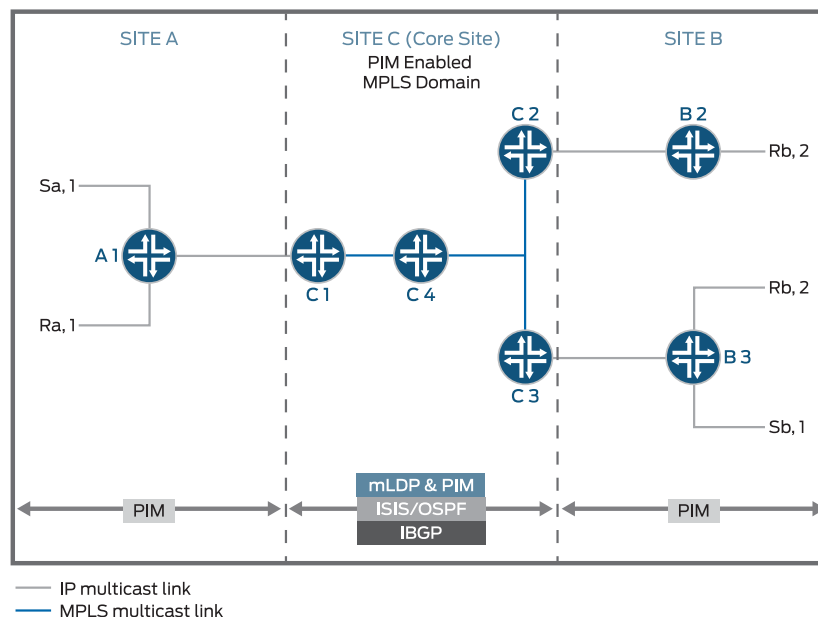 SITE A
SITE C (Core Site)
SITE B
PIM Enabled
MPLS Domain
C 2
B 2
Rb, 2
Sa, 1
A 1
C 1
C 4
Ra, 1
Rb, 2
B 3
C 3
Sb, 1
mLDP & PIM
PIM
ISIS/OSPF
PIM
IBGP
IP multicast link
MPLS multicast link